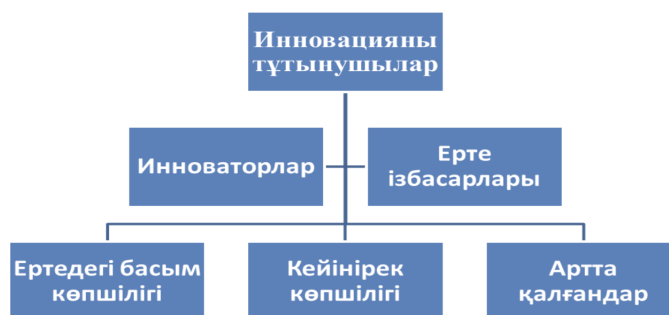 Инновацияны
тұтынушылар
Инноваторлар
Ерте
ізбасарлары
Ертедегі басым
көпшілігі
Кейінірек
көпшілігі
Артта
қалғандар